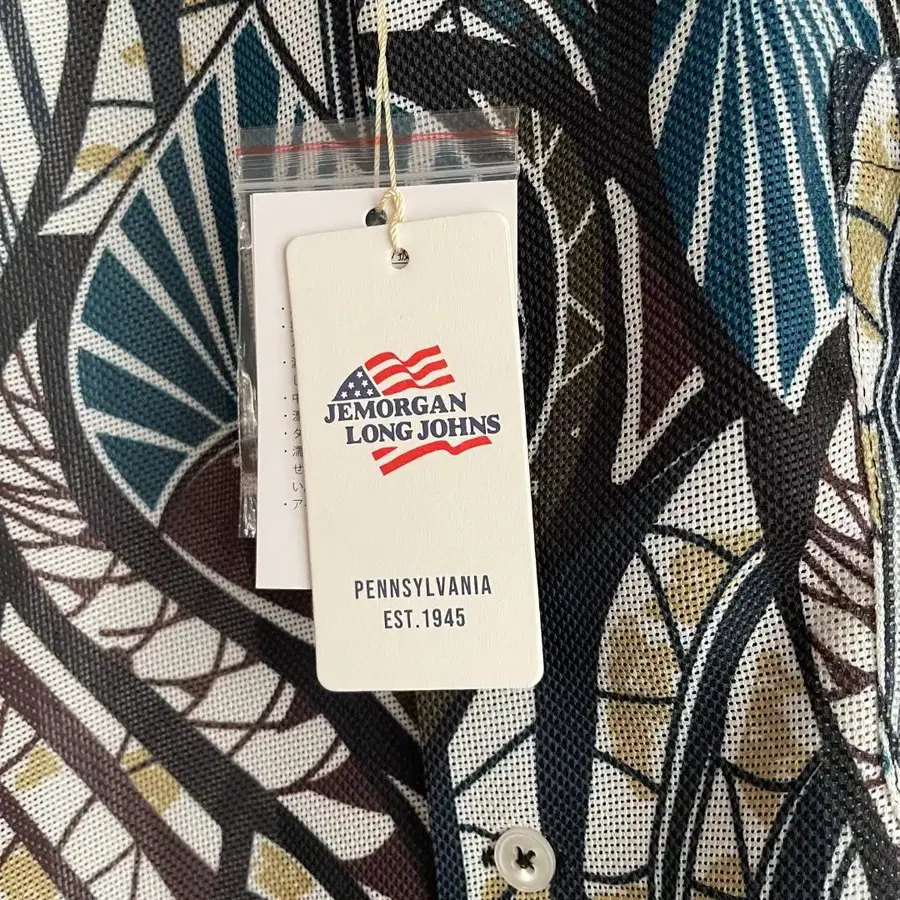 JEMORGAN
LONG JOHNS
PENNSYLVANIA
EST.1945